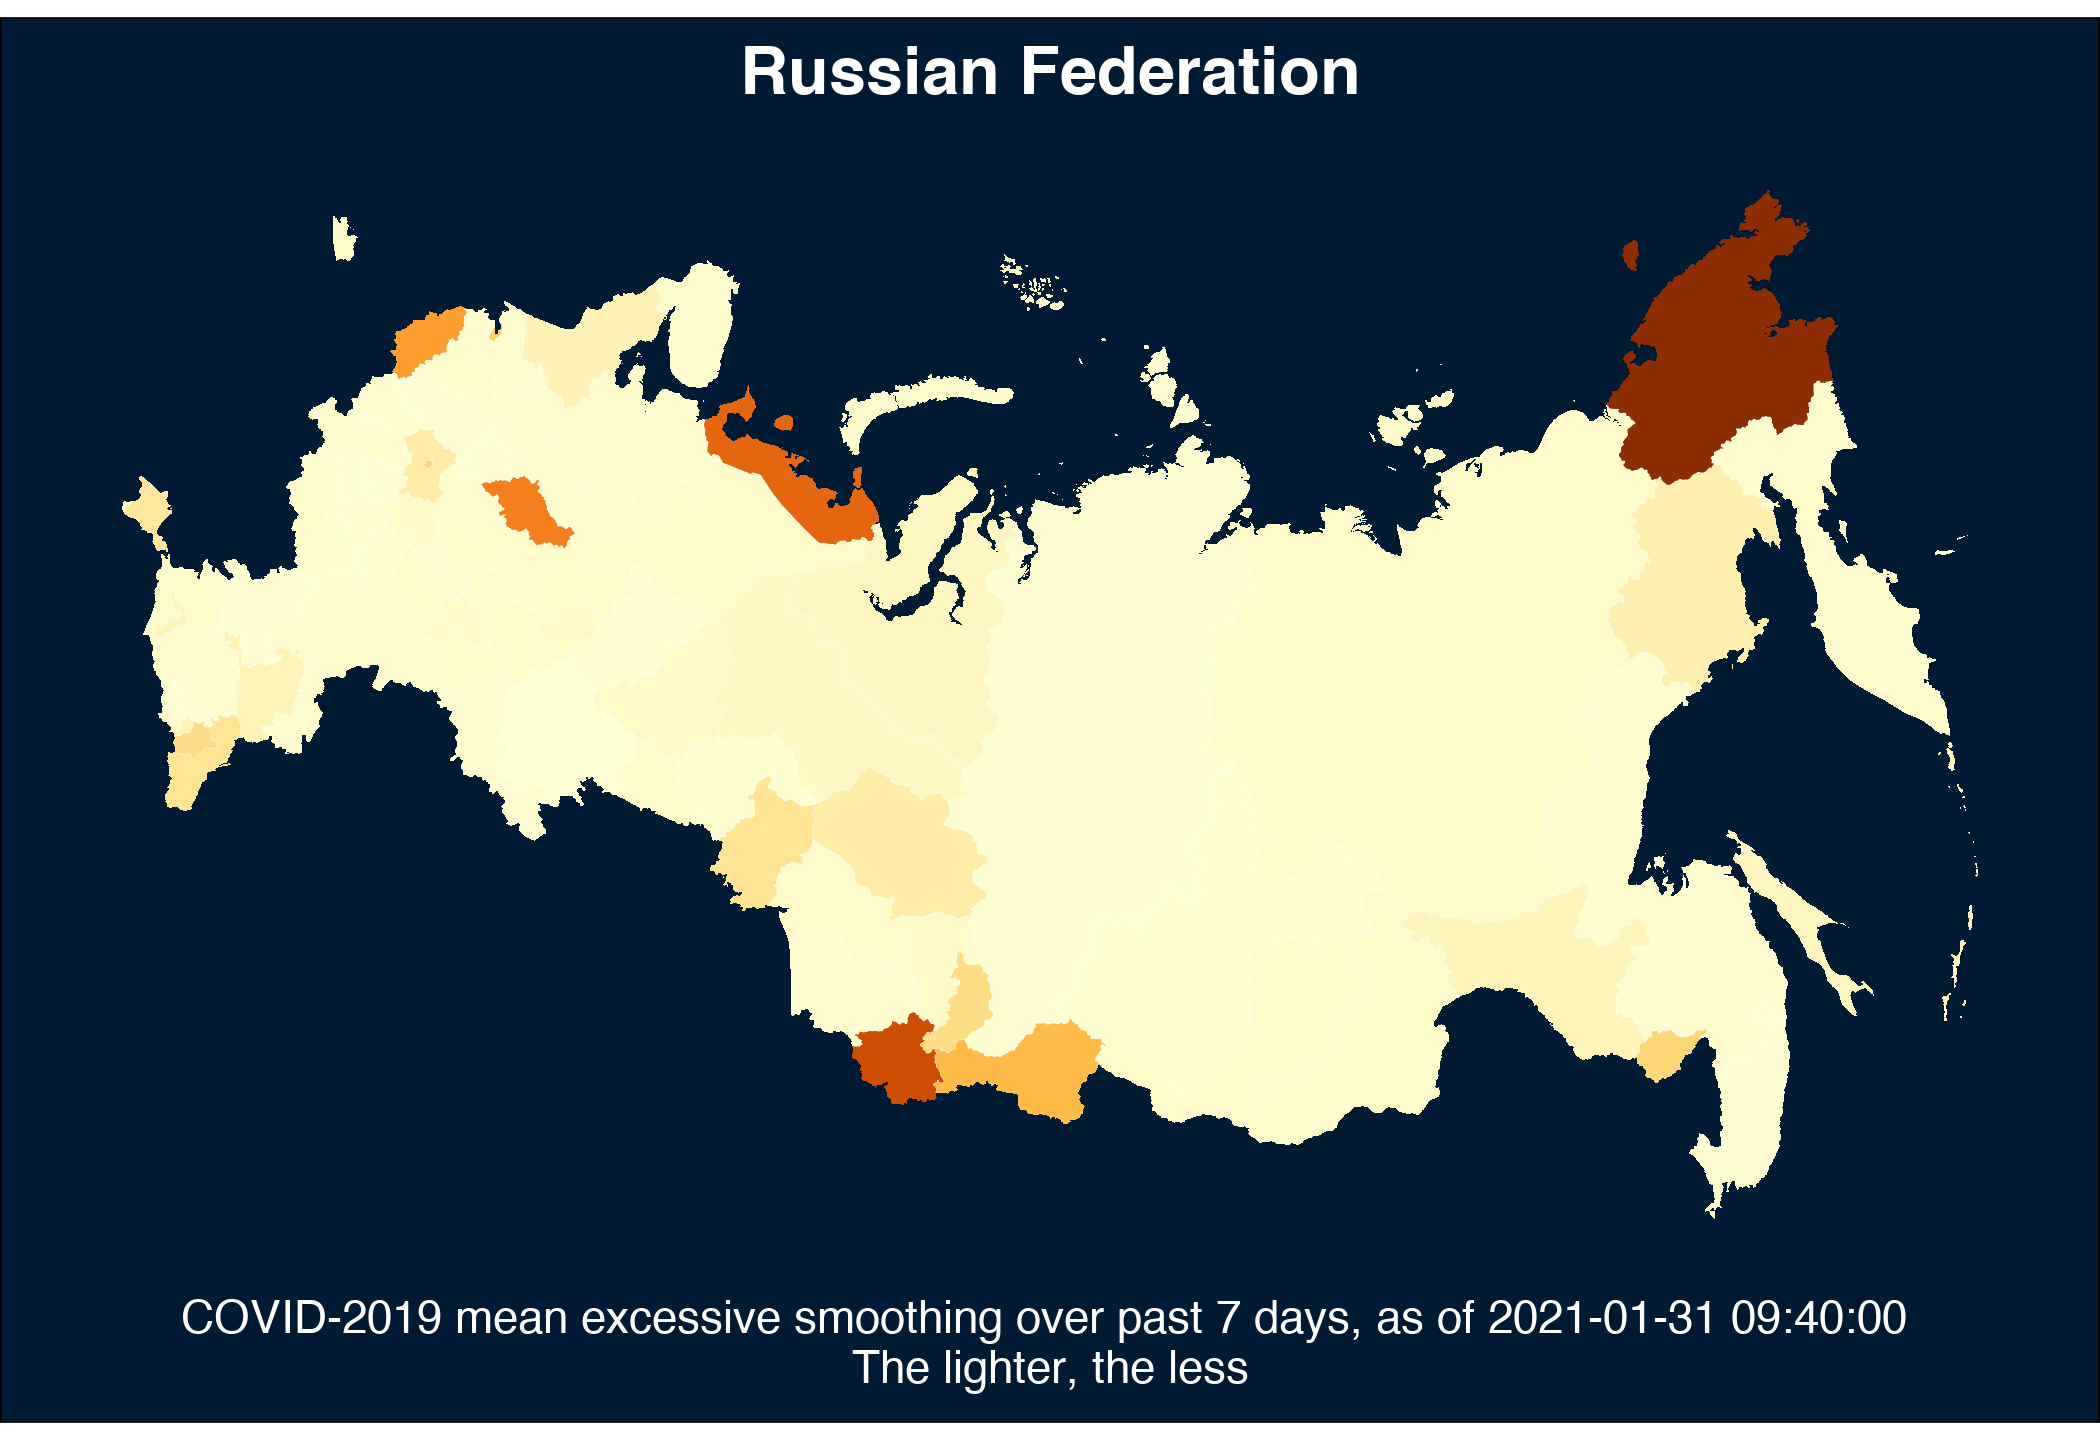 Russian Federation
COVID-2019 mean excessive smoothing over past 7 days, as of 2021-01-31 09:40:00
The lighter, the less